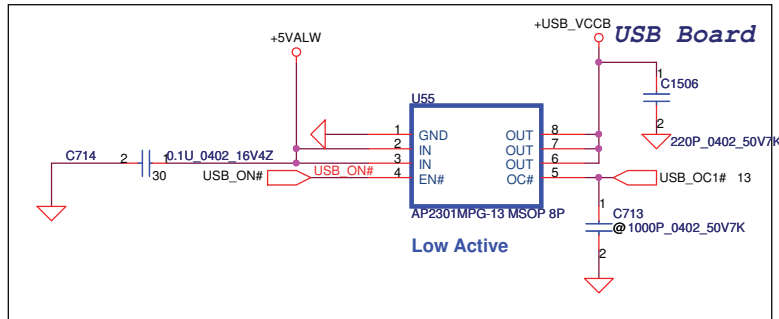 +USB_VCCB
USB Board
+5VALW
1
C1506
2
220P_0402_50V7K
U55
1 GND OUT 8
2 IN OUT 7
3 IN OUT 6
4 EN# OC# 5
AP2301MPG-13 MSOP 8P
Low Active
C714 2 1 0.1U_0402_16V4Z
30
USB_ON# USB_ON#
USB_OC1# 13
1
C713
@ 1000P_0402_50V7K
2